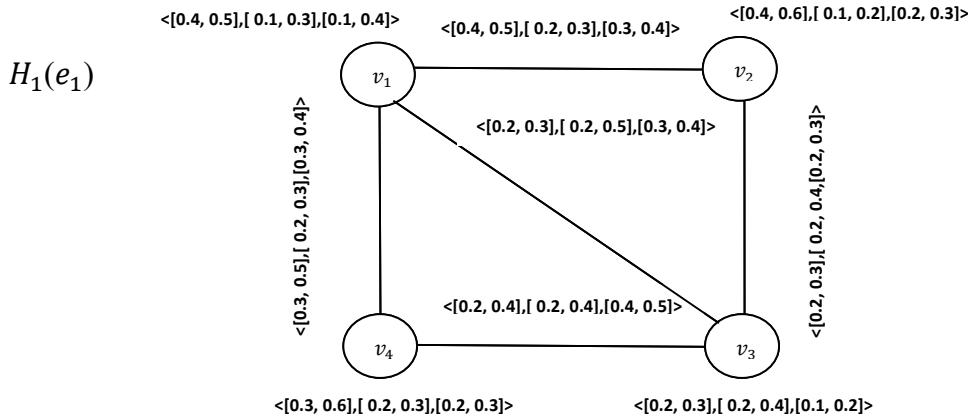 <[0.4, 0.5],[ 0.1, 0.3],[0.1, 0.4]>
<[0.4, 0.6],[ 0.1, 0.2],[0.2, 0.3]>
<[0.4, 0.5],[ 0.2, 0.3],[0.3, 0.4]>
H₁(e₁)
v₁
v₂
<[0.2, 0.3],[ 0.2, 0.5],[0.3, 0.4]>
<[0.3, 0.5],[ 0.2, 0.3],[0.3, 0.4]>
<[0.2, 0.3],[ 0.2, 0.4,[0.2, 0.3]>
<[0.2, 0.4],[ 0.2, 0.4],[0.4, 0.5]>
v₄
v₃
<[0.3, 0.6],[ 0.2, 0.3],[0.2, 0.3]>
<[0.2, 0.3],[ 0.2, 0.4],[0.1, 0.2]>